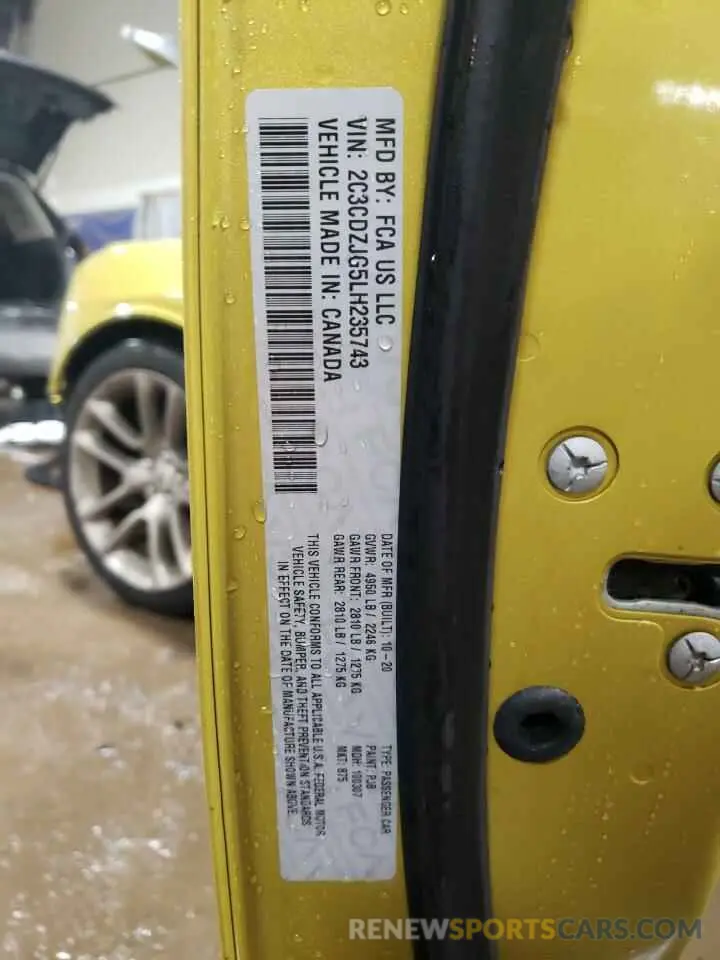 MFD BY: FCA US LLC
VIN: 2C3CDZJG5LH235743
VEHICLE MADE IN: CANADA
DATE OF MFR (BUILT): 10-20
GVWR: 4950 LB / 2246 KG
GAWR FRONT: 2810 LB / 1275 KG
GAWR REAR: 2810 LB / 1275 KG
TYPE: PASSENGER CAR
PAINT: PJB
MDH: 100307
MKT: 875
THIS VEHICLE CONFORMS TO ALL APPLICABLE U.S.A. FEDERAL MOTOR
VEHICLE SAFETY, BUMPER, AND THEFT PREVENTION STANDARDS
IN EFFECT ON THE DATE OF MANUFACTURE SHOWN ABOVE.
RENEWSPORTSCARS.COM